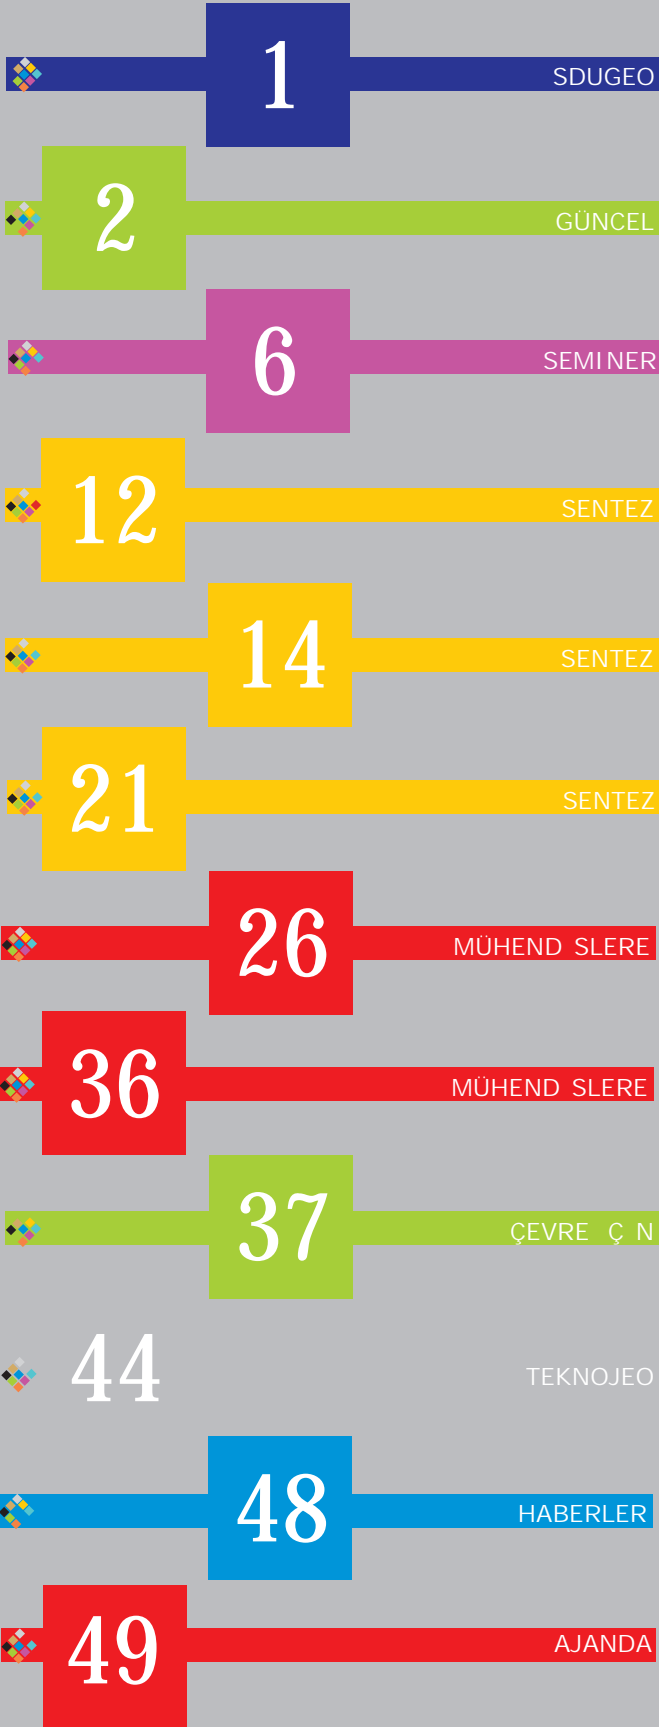 1
SDUGEO
2
GÜNCEL
6
SEMINER
12
SENTEZ
14
SENTEZ
21
SENTEZ
26
MÜHEND SLERE
36
MÜHEND SLERE
37
ÇEVRE Ç N
44
TEKNOJEO
48
HABERLER
49
AJANDA